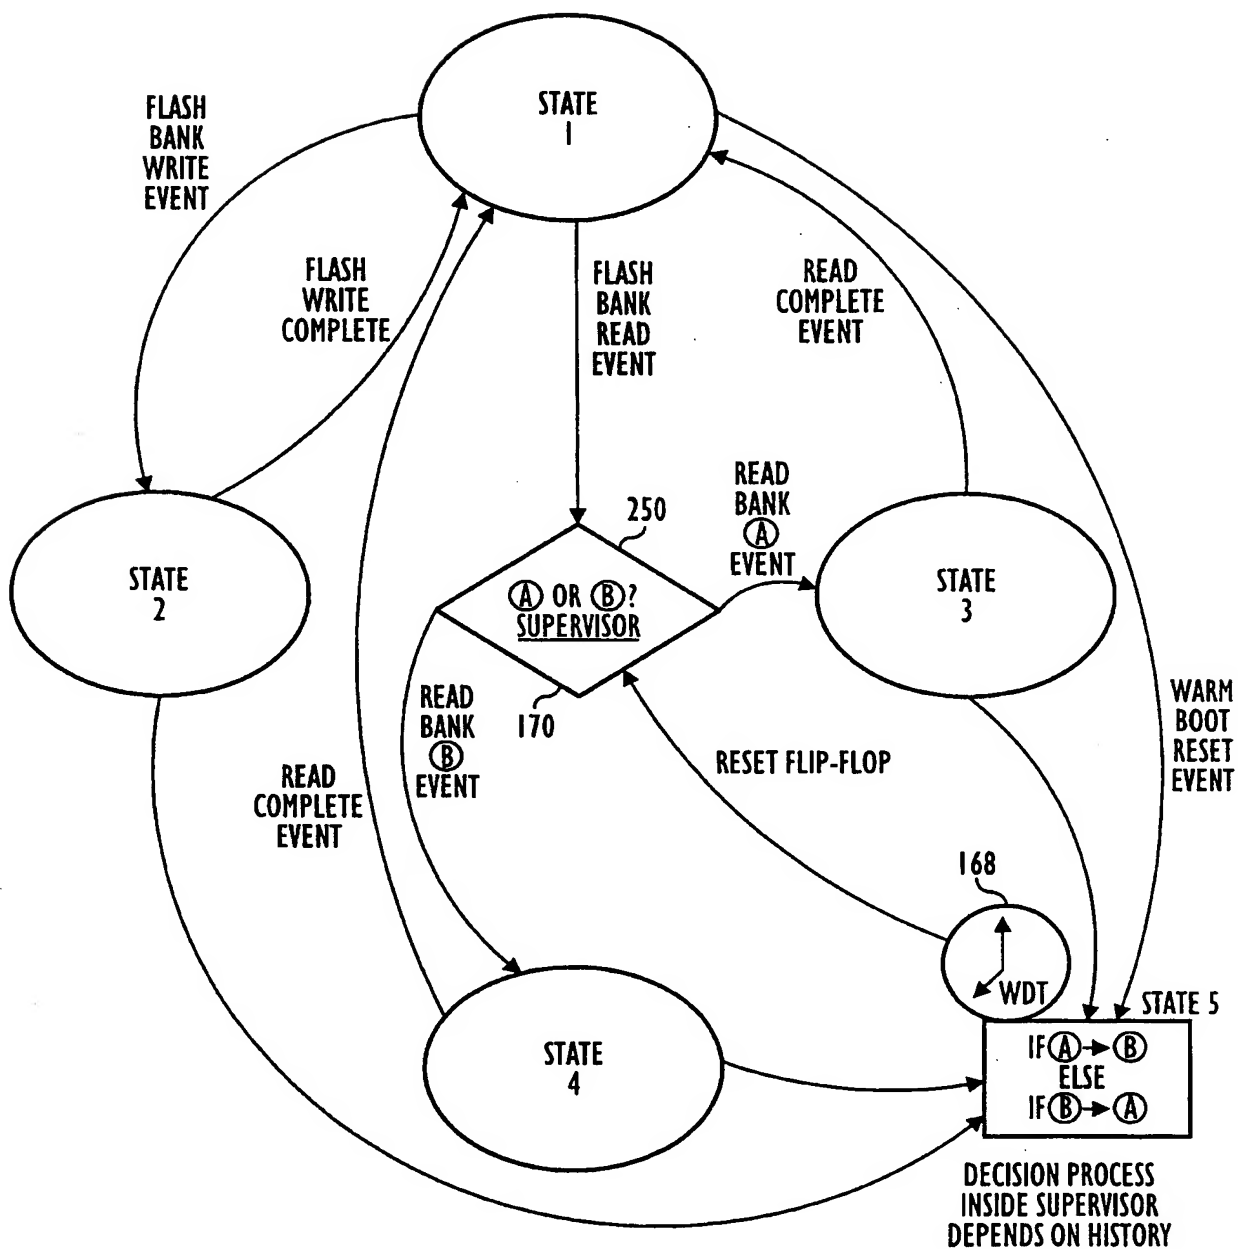 STATE
1
FLASH
BANK
WRITE
EVENT
FLASH
WRITE
COMPLETE
FLASH
BANK
READ
EVENT
READ
COMPLETE
EVENT
READ
BANK
A
EVENT
250
STATE
2
A OR B?
SUPERVISOR
STATE
3
170
READ
BANK
B
EVENT
RESET FLIP-FLOP
WARM
BOOT
RESET
EVENT
READ
COMPLETE
EVENT
168
WDT
STATE 5
STATE
4
IF A → B
ELSE
IF B → A
DECISION PROCESS
INSIDE SUPERVISOR
DEPENDS ON HISTORY